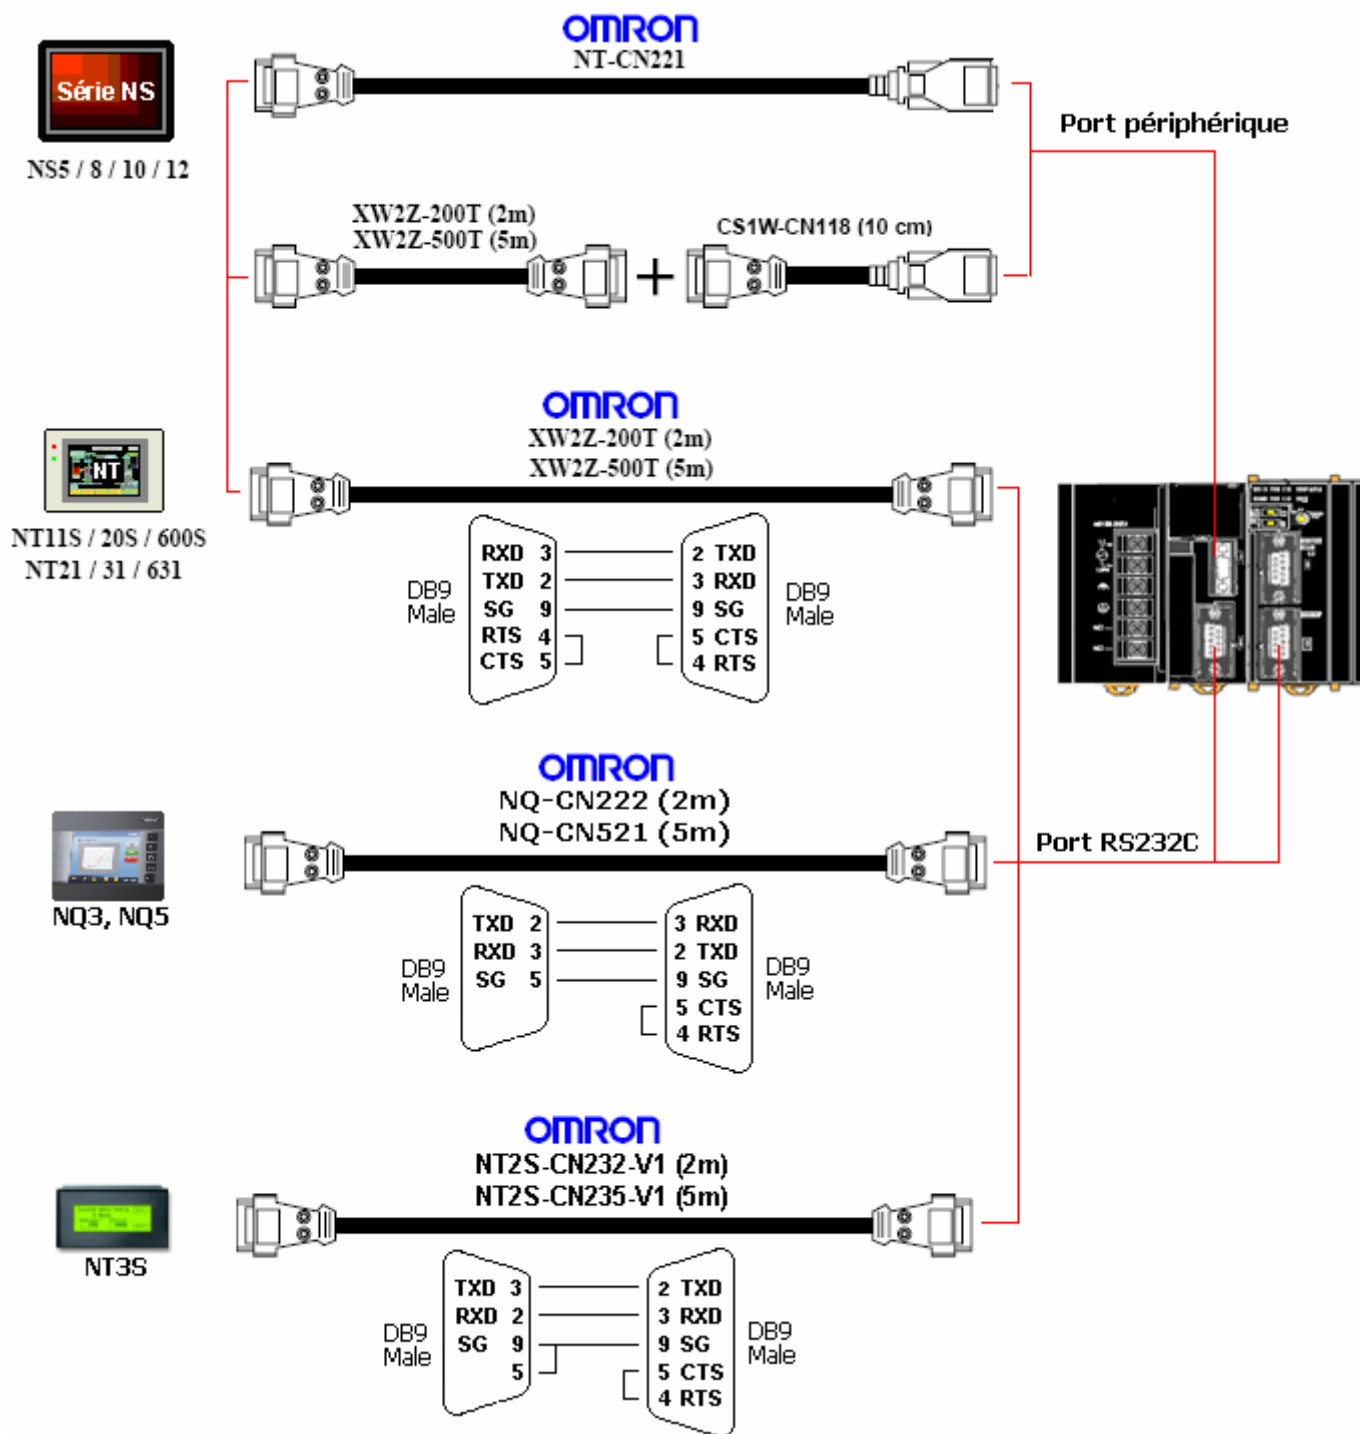 OMRON
NT-CN221
Série NS
NS5 / 8 / 10 / 12
Port périphérique
XW2Z-200T (2m)
XW2Z-500T (5m)
CS1W-CN118 (10 cm)
+
OMRON
XW2Z-200T (2m)
XW2Z-500T (5m)
NT
NT11S / 20S / 600S
NT21 / 31 / 631
DB9
Male
RXD 3
TXD 2
SG 9
RTS 4
CTS 5
2 TXD
3 RXD
9 SG
5 CTS
4 RTS
DB9
Male
OMRON
NQ-CN222 (2m)
NQ-CN521 (5m)
NQ3, NQ5
Port RS232C
DB9
Male
TXD 2
RXD 3
SG 5
3 RXD
2 TXD
9 SG
5 CTS
4 RTS
DB9
Male
OMRON
NT2S-CN232-V1 (2m)
NT2S-CN235-V1 (5m)
NT3S
DB9
Male
TXD 3
RXD 2
SG 9
5
2 TXD
3 RXD
9 SG
5 CTS
4 RTS
DB9
Male